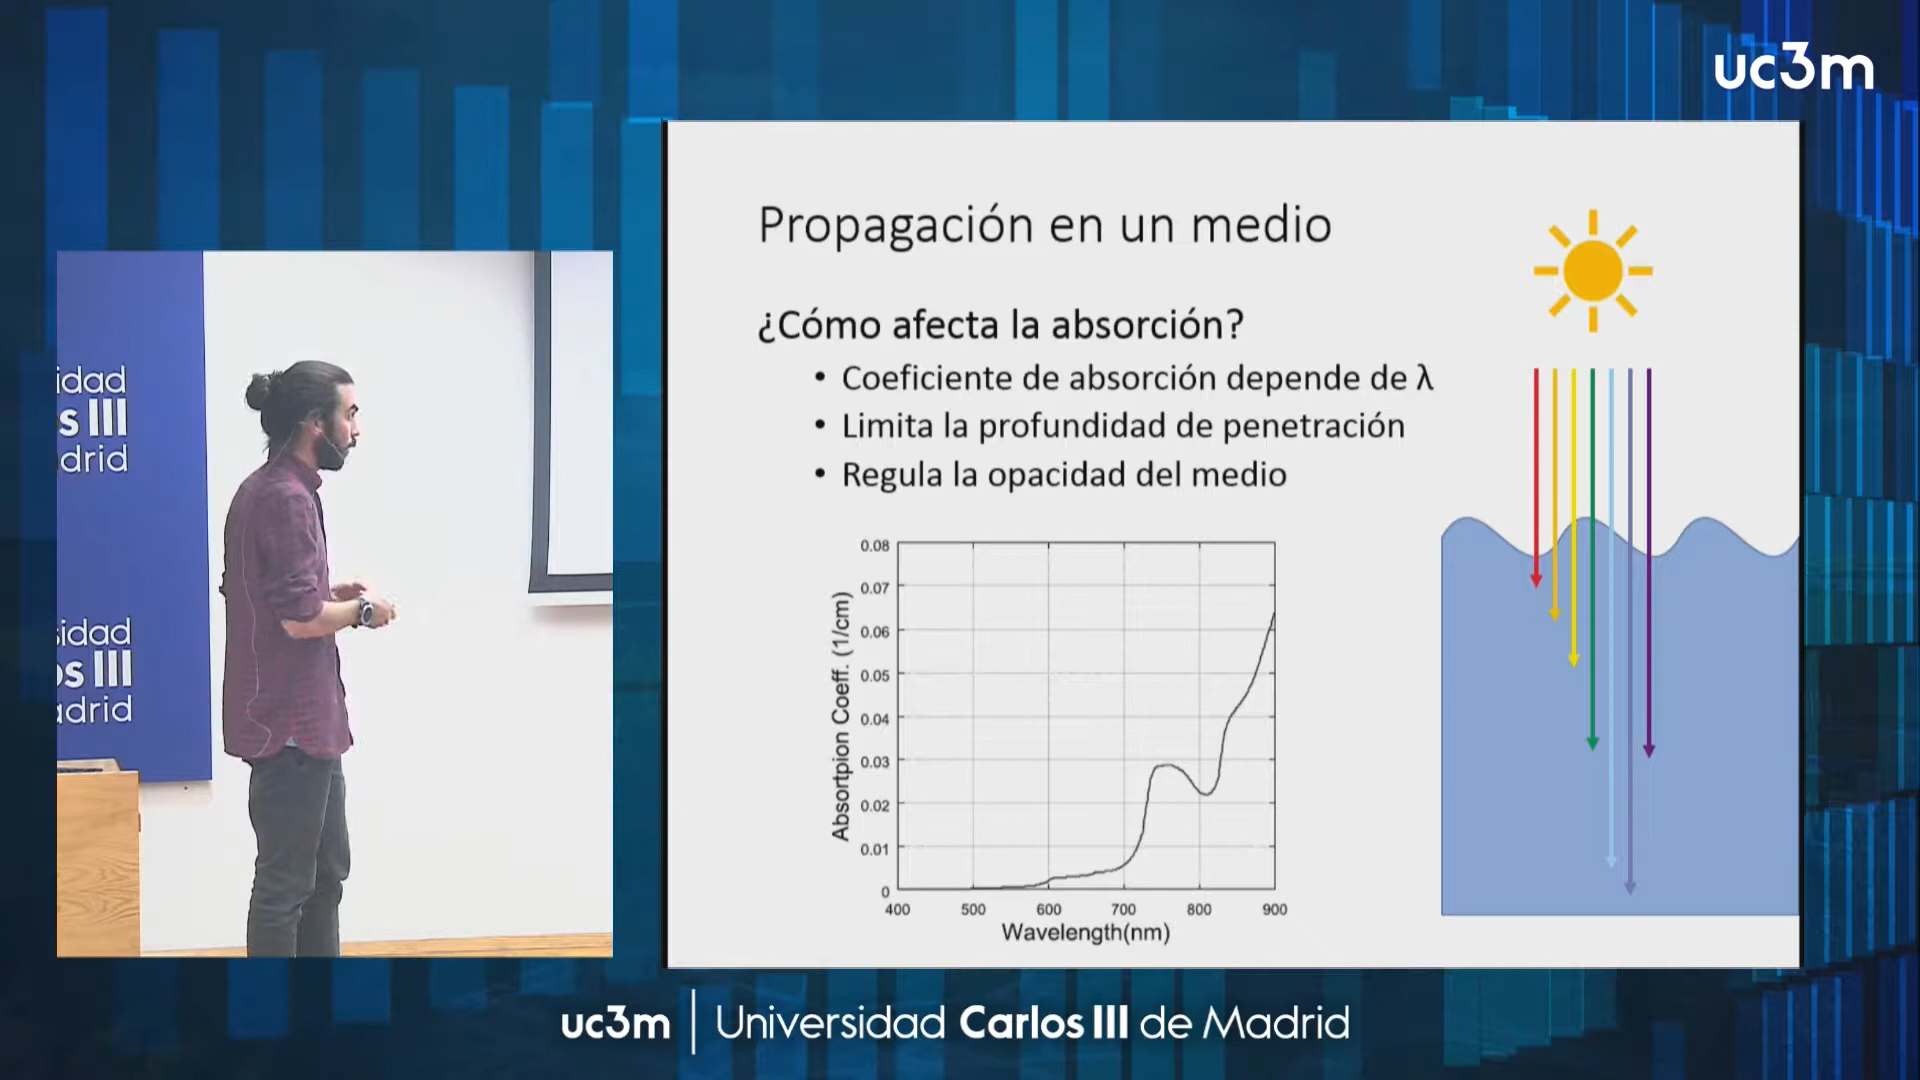 uc3m
idad
s III
drid
sidad
os III
adrid
Propagación en un medio
¿Cómo afecta la absorción?
• Coeficiente de absorción depende de λ
• Limita la profundidad de penetración
• Regula la opacidad del medio
0.08
0.07
0.06
0.05
0.04
0.03
0.02
0.01
0
Absortpion Coeff. (1/cm)
400 500 600 700 800 900
Wavelength(nm)
uc3m | Universidad Carlos III de Madrid